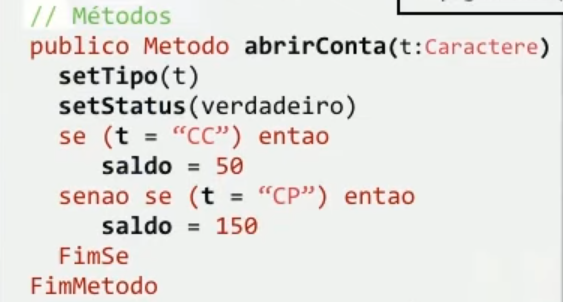 // Métodos
publico Metodo abrirConta(t:Caractere)
setTipo(t)
setStatus(verdadeiro)
se (t = “CC”) entao
saldo = 50
senao se (t = “CP”) entao
saldo = 150
FimSe
FimMetodo